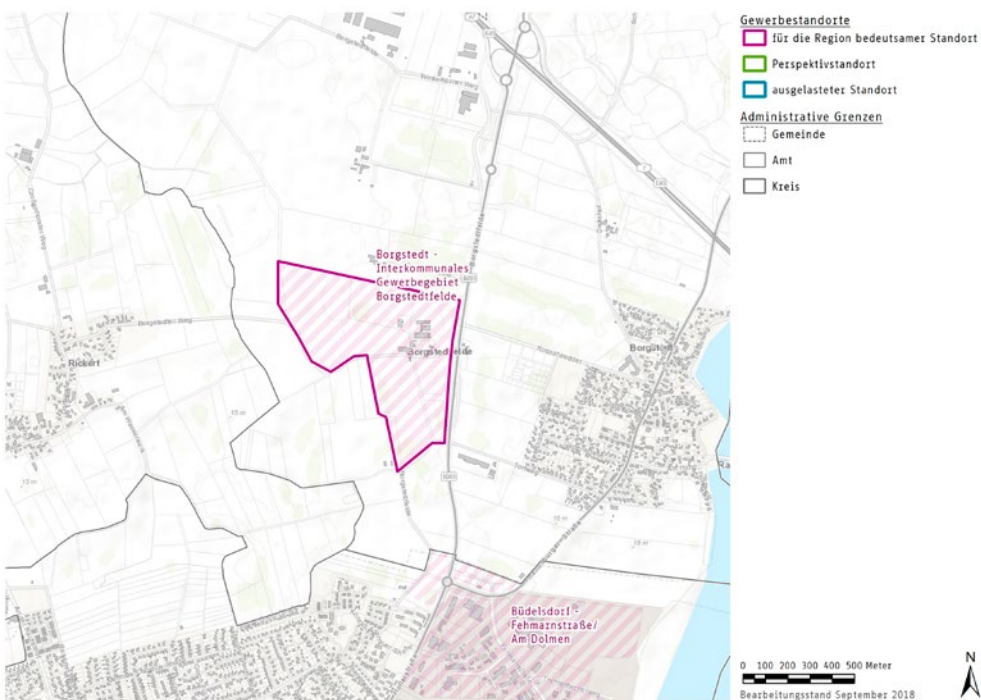 Gewerbestandorte
für die Region bedeutsamer Standort
Perspektivstandort
ausgelasteter Standort
Administrative Grenzen
Gemeinde
Amt
Kreis
Borgstedt -
Interkommunales
Gewerbegebiet
Borgstedtfelde
Borgstedtfelde
Rickert
Büdelsdorf -
Fehmarnstraße/
Am Dolmen
0 100 200 300 400 500 Meter
N
Bearbeitungsstand September 2018